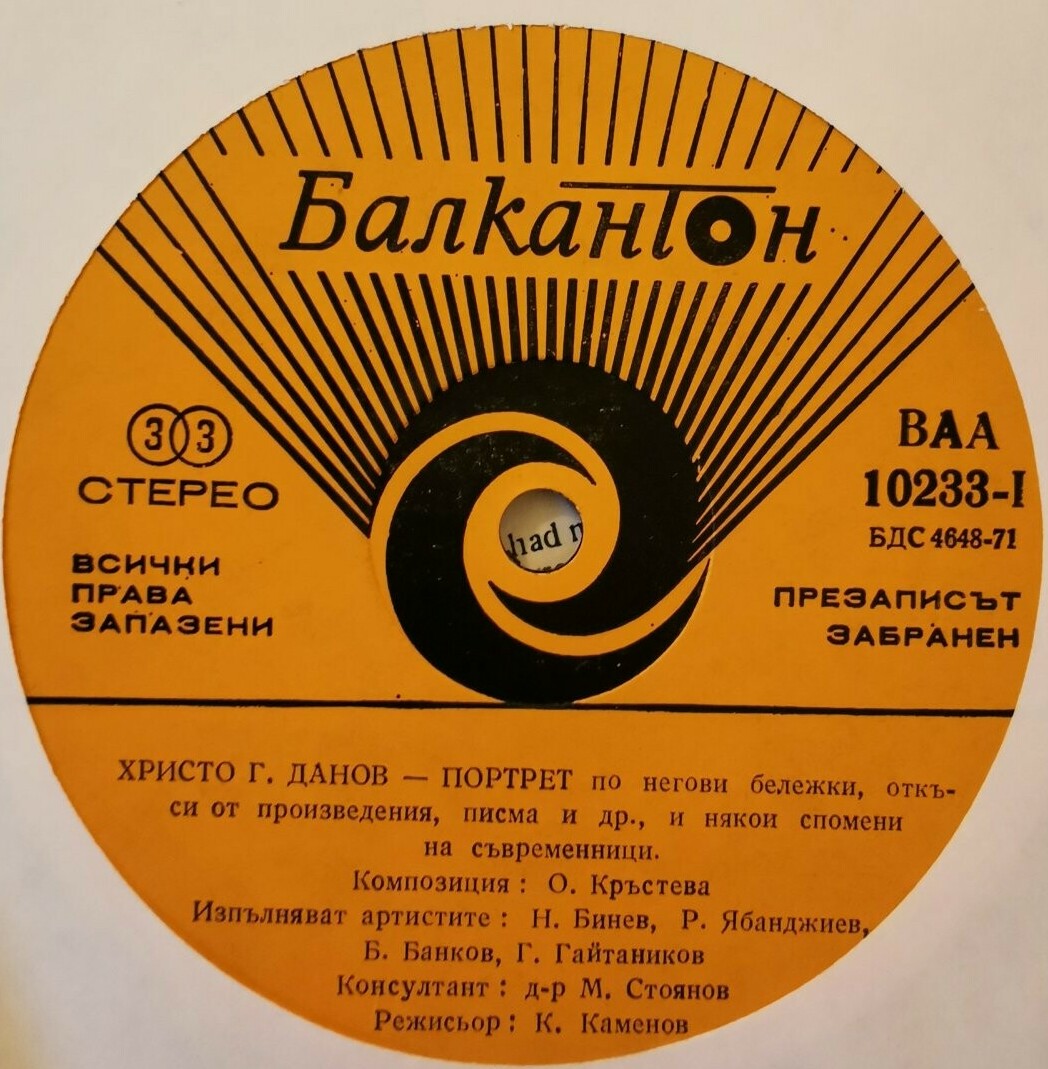 Балкантон
33
СТЕРЕО
ВСИЧКИ
ПРАВА
ЗАПАЗЕНИ
ВАА
10233-I
БДС 4648-71
ПРЕЗАПИСЪТ
ЗАБРАНЕН
had
ХРИСТО Г. ДАНОВ — ПОРТРЕТ по негови бележки, откъ-
си от произведения, писма и др., и някои спомени
на съвременници.
Композиция : О. Кръстева
Изпълняват артистите : Н. Бинев, Р. Ябанджиев,
Б. Банков, Г. Гайтаников
Консултант : д-р М. Стоянов
Режисьор : К. Каменов